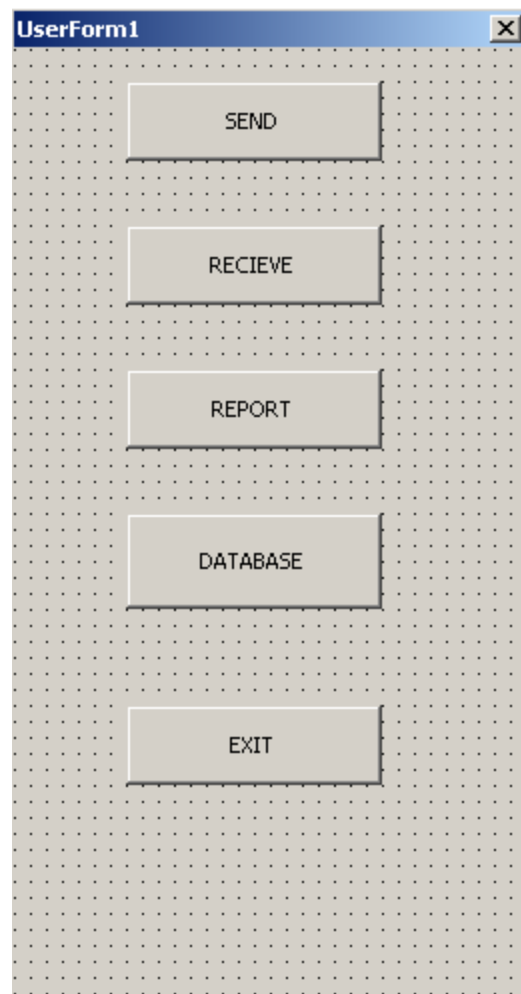 UserForm1
SEND
RECIEVE
REPORT
DATABASE
EXIT